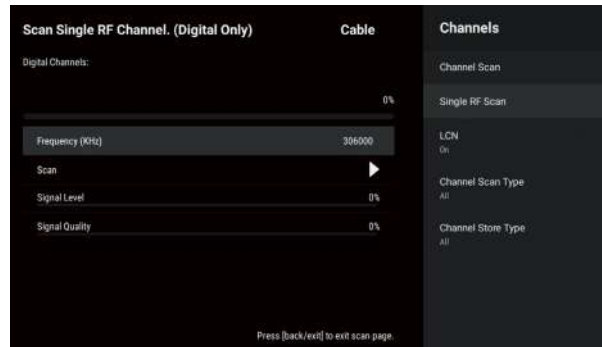 Scan Single RF Channel. (Digital Only) Cable
Digital Channels:
0%
Frequency (KHz) 306000
Scan
Signal Level 0%
Signal Quality 0%
Press [back/exit] to exit scan page.
Channels
Channel Scan
Single RF Scan
LCN
On
Channel Scan Type
All
Channel Store Type
All